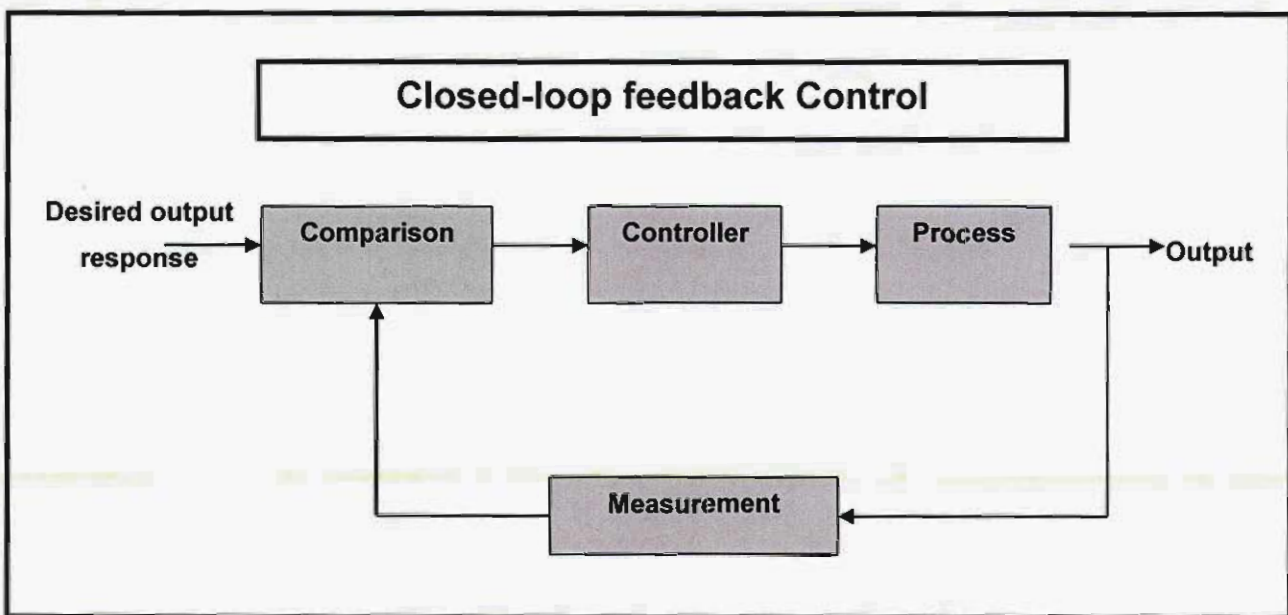 Closed-loop feedback Control
Desired output
response
Comparison
Controller
Process
Output
Measurement